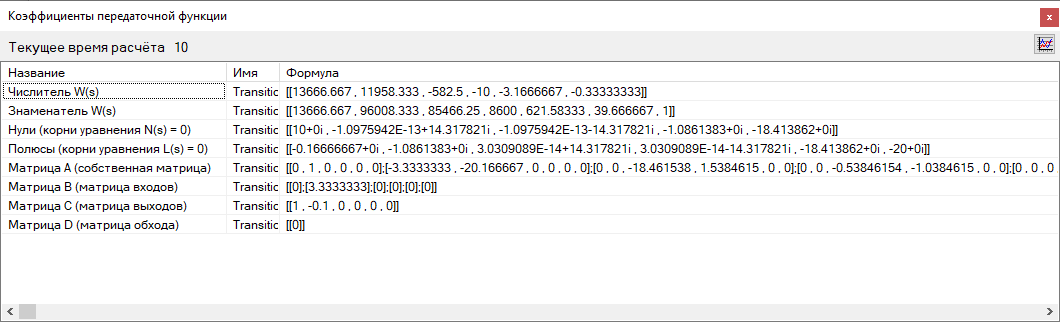 Коэффициенты передаточной функции
Текущее время расчёта 10
Название Имя Формула
Числитель W(s) Transitic [[13666.667 , 11958.333 , -582.5 , -10 , -3.1666667 , -0.33333333]]
Знаменатель W(s) Transitic [[13666.667 , 96008.333 , 85466.25 , 8600 , 621.58333 , 39.666667 , 1]]
Нули (корни уравнения N(s) = 0) Transitic [[10+0i , -1.0975942E-13+14.317821i , -1.0975942E-13-14.317821i , -1.0861383+0i , -18.413862+0i]]
Полюсы (корни уравнения L(s) = 0) Transitic [[-0.16666667+0i , -1.0861383+0i , 3.0309089E-14+14.317821i , 3.0309089E-14-14.317821i , -18.413862+0i , -20+0i]]
Матрица A (собственная матрица) Transitic [[0 , 1 , 0 , 0 , 0 , 0];[-3.3333333 , -20.166667 , 0 , 0 , 0 , 0];[0 , 0 , -18.461538 , 1.5384615 , 0 , 0];[0 , 0 , -0.53846154 , -1.0384615 , 0 , 0];[0 , 0 , 0
Матрица B (матрица входов) Transitic [[0];[3.3333333];[0];[0];[0];[0]]
Матрица C (матрица выходов) Transitic [[1 , -0.1 , 0 , 0 , 0 , 0]]
Матрица D (матрица обхода) Transitic [[0]]